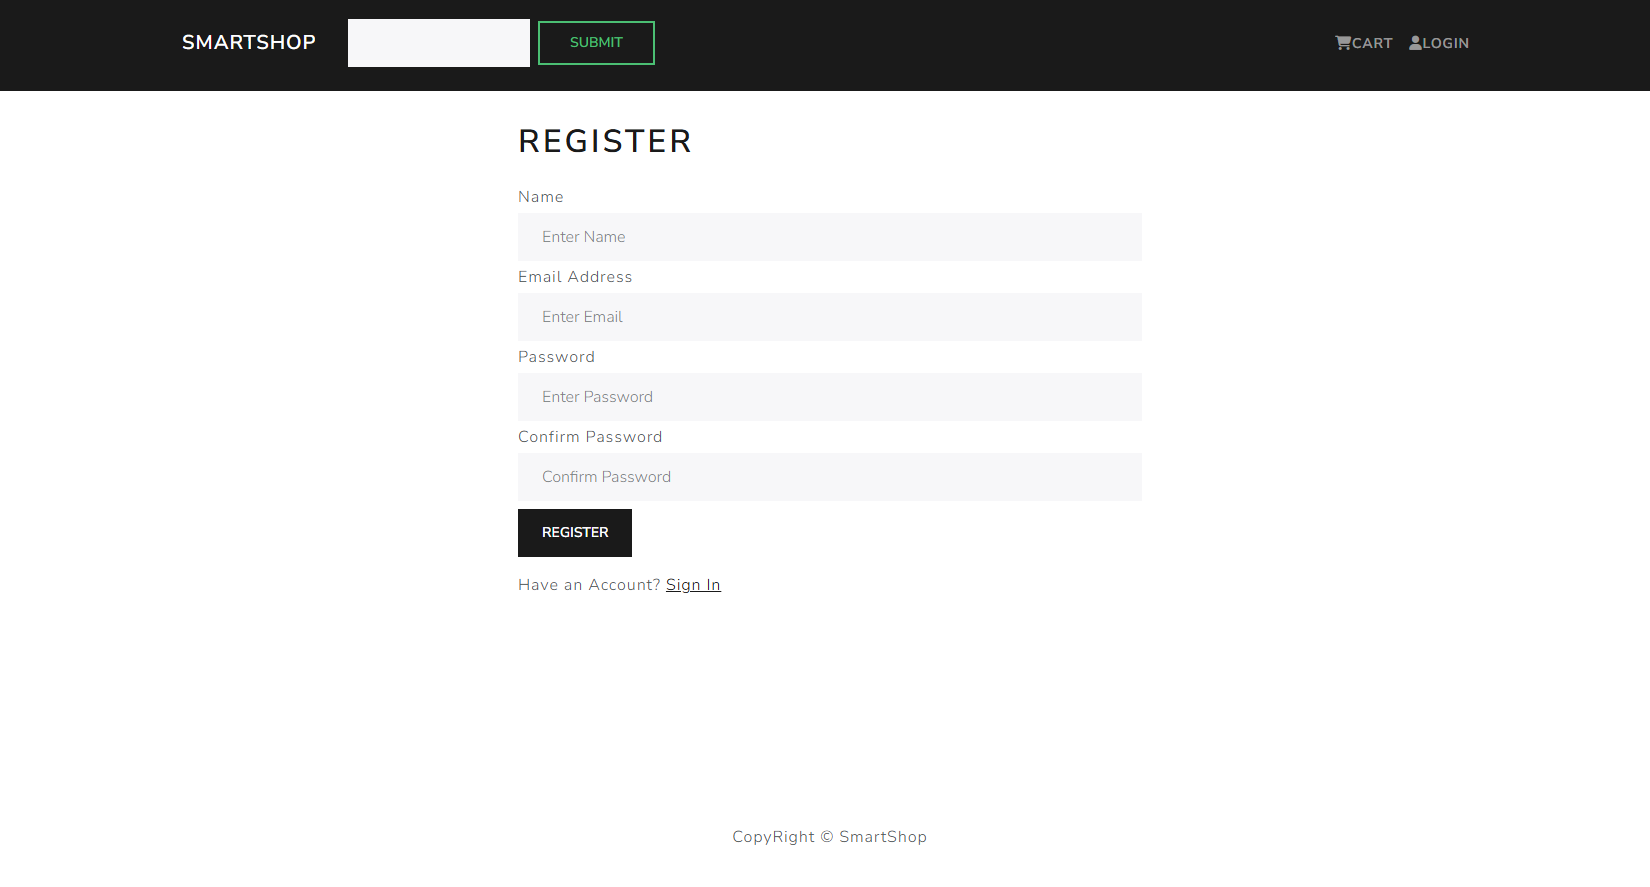 SMARTSHOP SUBMIT CART LOGIN
REGISTER
Name
Enter Name
Email Address
Enter Email
Password
Enter Password
Confirm Password
Confirm Password
REGISTER
Have an Account? Sign In
CopyRight © SmartShop